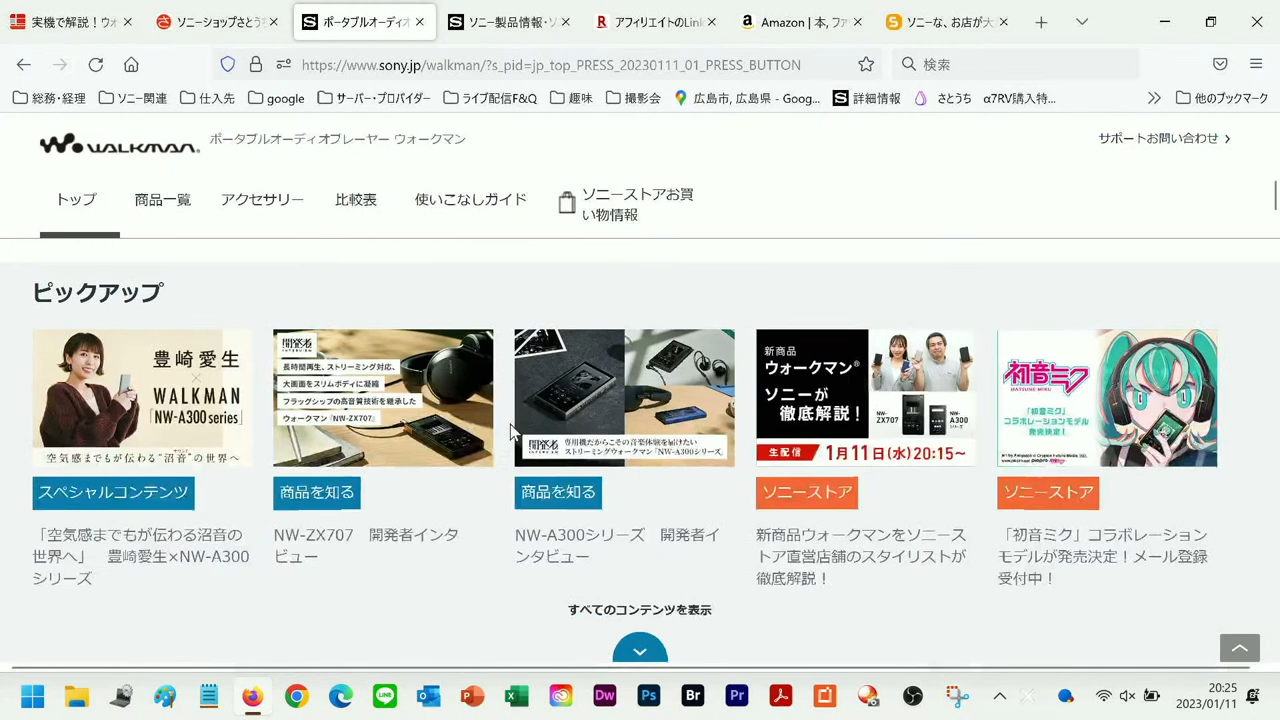 実機で解説！ウォ
ソニーショップさとう
ポータブルオーディオ
ソニー製品情報・ソ
アフィリエイトのLink
Amazon | 本, ファ
ソニーな、お店が大
https://www.sony.jp/walkman/?s_pid=jp_top_PRESS_20230111_01_PRESS_BUTTON
検索
総務・経理
ソニー関連
仕入先
google
サーバー・プロバイダー
ライブ配信F&Q
趣味
撮影会
広島市, 広島県 - Goog...
詳細情報
さとうち
α7RV購入特...
他のブックマーク
WALKMAN
ポータブルオーディオプレーヤー ウォークマン
サポートお問い合わせ
トップ
商品一覧
アクセサリー
比較表
使いこなしガイド
ソニーストアお買
い物情報
ピックアップ
豊崎愛生
×
WALKMAN
「NW-A300 series」
空気感までもが伝わる"沼音"の世界へ
開発者
INTERVIEW
長時間再生、ストリーミング対応、
大画面をスリムボディに凝縮
フラッグシップの高音質技術を継承した
ウォークマン「NW-ZX707」
開発者
専用機だからこその音楽体験を届けたい
ストリーミングウォークマン「NW-A300シリーズ」
新商品
ウォークマン®
ソニーが
徹底解説！
NW-
ZX707
NW-
A300
シリーズ
生配信
1月11日(水)20:15～
初音ミク
HATSUNE MIKU
「初音ミク」
コラボレーションモデル
発売決定！
スペシャルコンテンツ
商品を知る
商品を知る
ソニーストア
ソニーストア
「空気感までもが伝わる沼音の
世界へ」 豊崎愛生×NW-A300
シリーズ
NW-ZX707 開発者インタ
ビュー
NW-A300シリーズ 開発者イ
ンタビュー
新商品ウォークマンをソニース
トア直営店舗のスタイリストが
徹底解説！
「初音ミク」コラボレーション
モデルが発売決定！メール登録
受付中！
すべてのコンテンツを表示
LINE
Dw
Ps
Br
Pr
20:25
2023/01/11